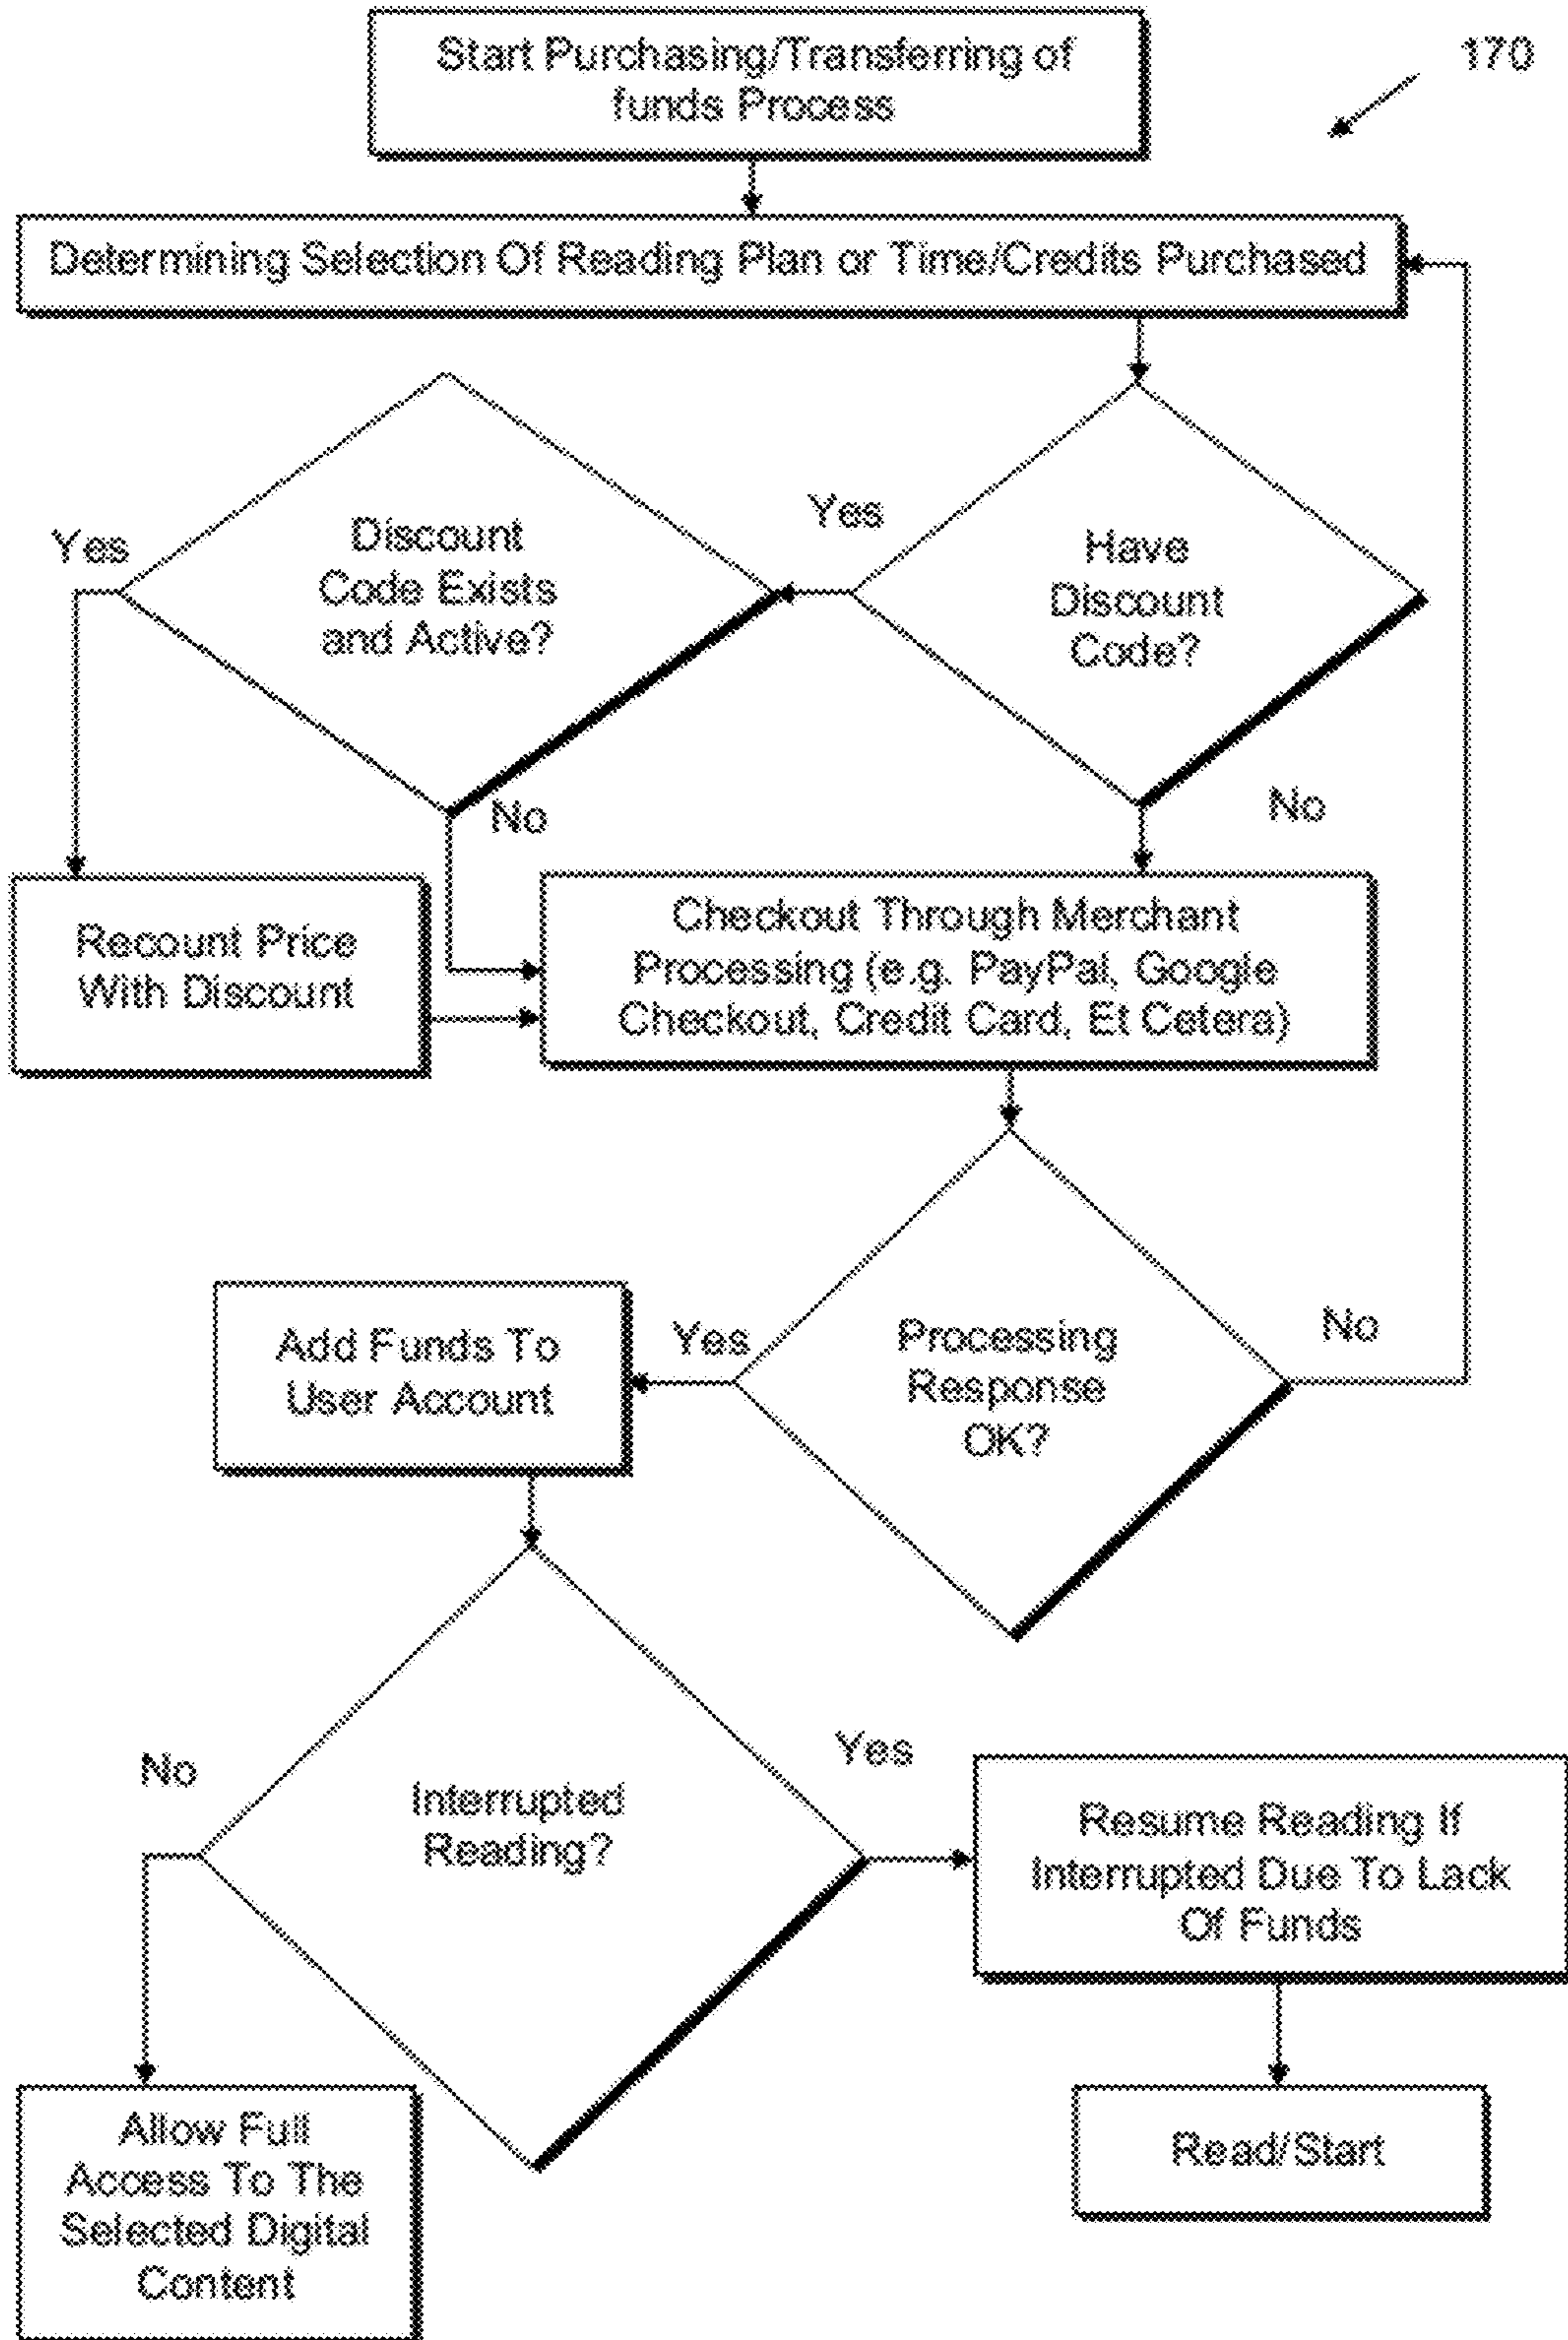 Start Purchasing/Transferring of
funds Process
170
Determining Selection Of Reading Plan or Time/Credits Purchased
Yes
Discount
Code Exists
and Active?
Yes
Have
Discount
Code?
No
No
Recount Price
With Discount
Checkout Through Merchant
Processing (e.g. PayPal, Google
Checkout, Credit Card, Et Cetera)
Add Funds To
User Account
Yes
Processing
Response
OK?
No
No
Interrupted
Reading?
Yes
Resume Reading If
Interrupted Due To Lack
Of Funds
Allow Full
Access To The
Selected Digital
Content
Read/Start